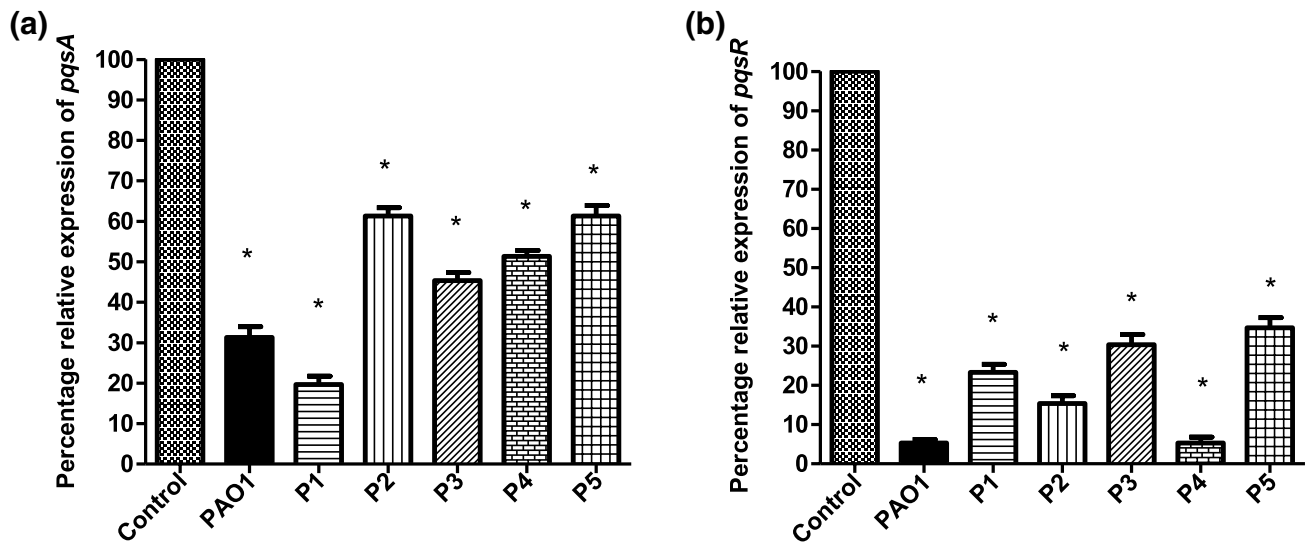 (a)
Percentage relative expression of pqsA
100
90
80
70
60
50
40
30
20
10
0
*
*
*
*
*
*
Control
PAO1
P1
P2
P3
P4
P5
(b)
Percentage relative expression of pqsR
100
90
80
70
60
50
40
30
20
10
0
*
*
*
*
*
*
Control
PAO1
P1
P2
P3
P4
P5